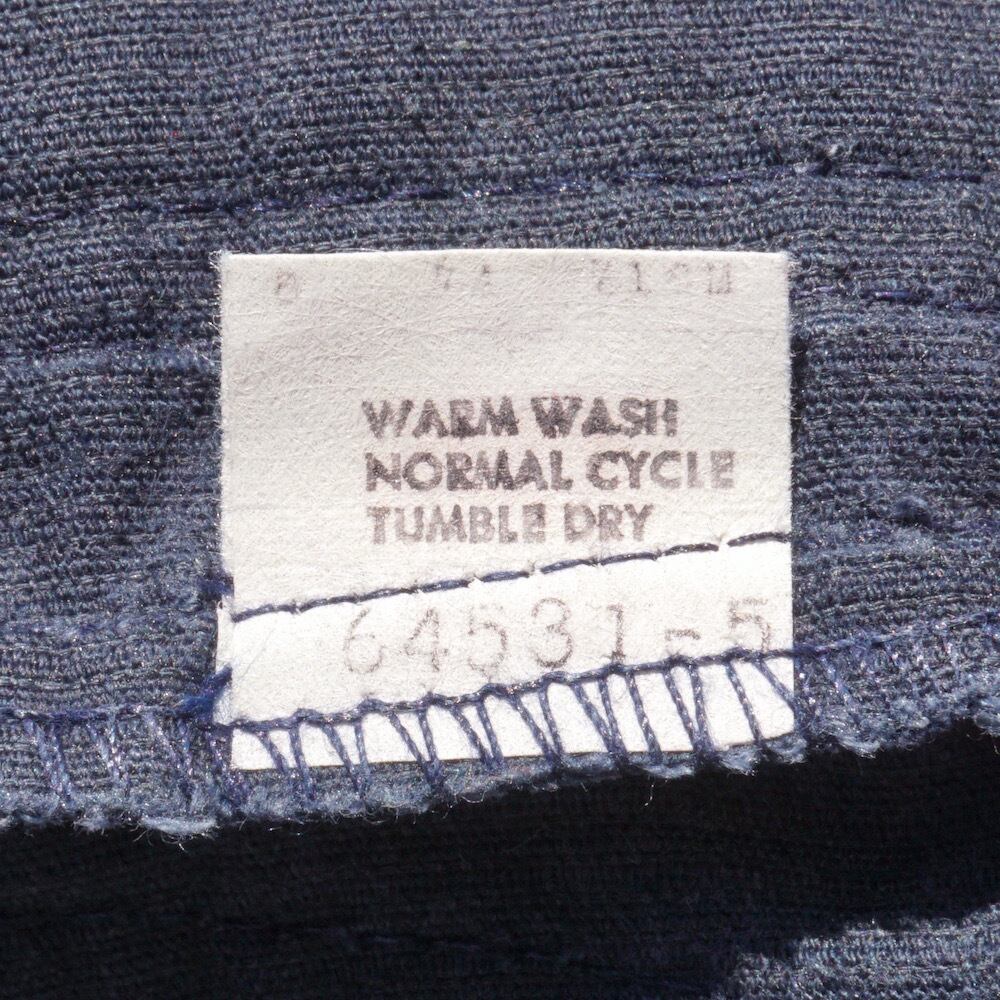 WARM WASH
NORMAL CYCLE
TUMBLE DRY
64531-5